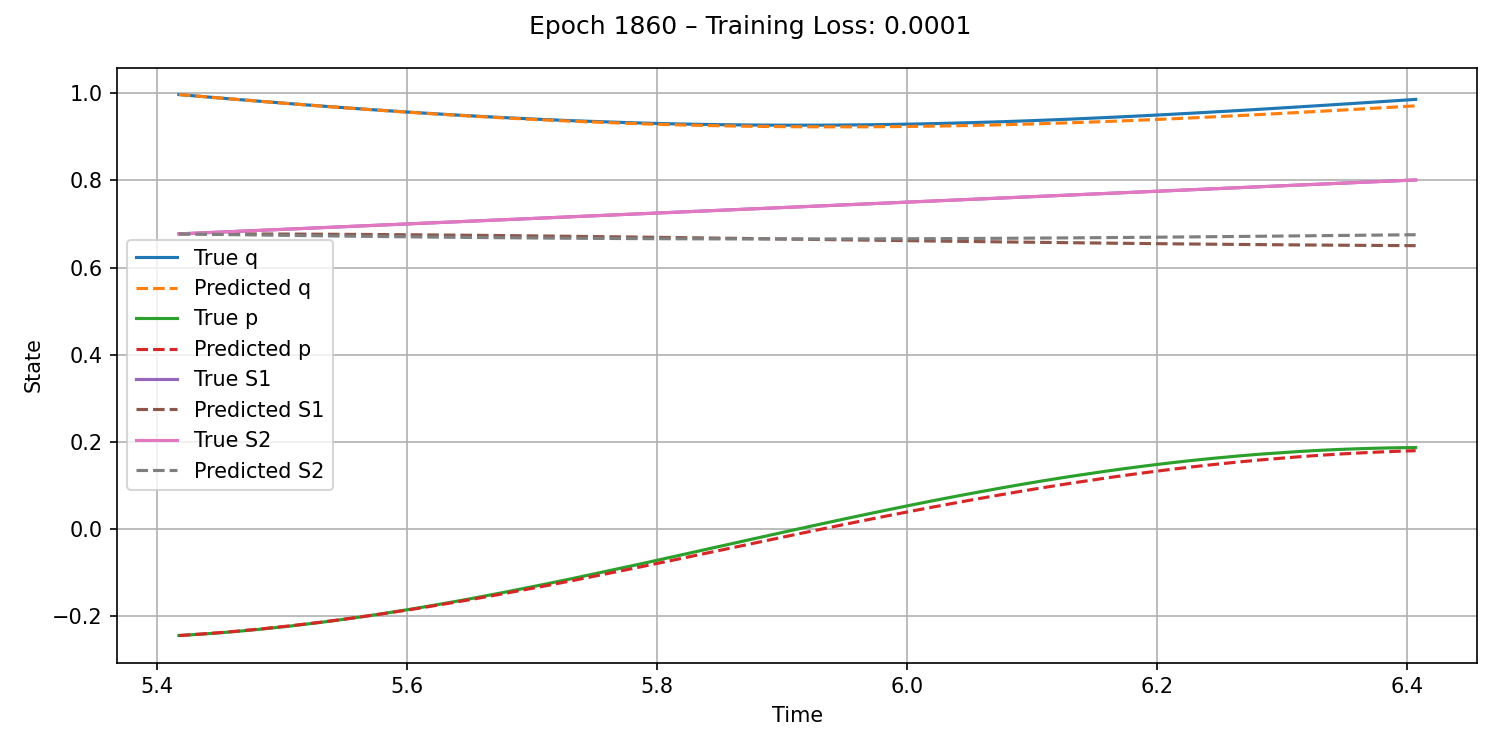 Epoch 1860 – Training Loss: 0.0001
1.0
0.8
0.6
0.4
0.2
0.0
−0.2
State
True q
Predicted q
True p
Predicted p
True S1
Predicted S1
True S2
Predicted S2
5.4 5.6 5.8 6.0 6.2 6.4
Time